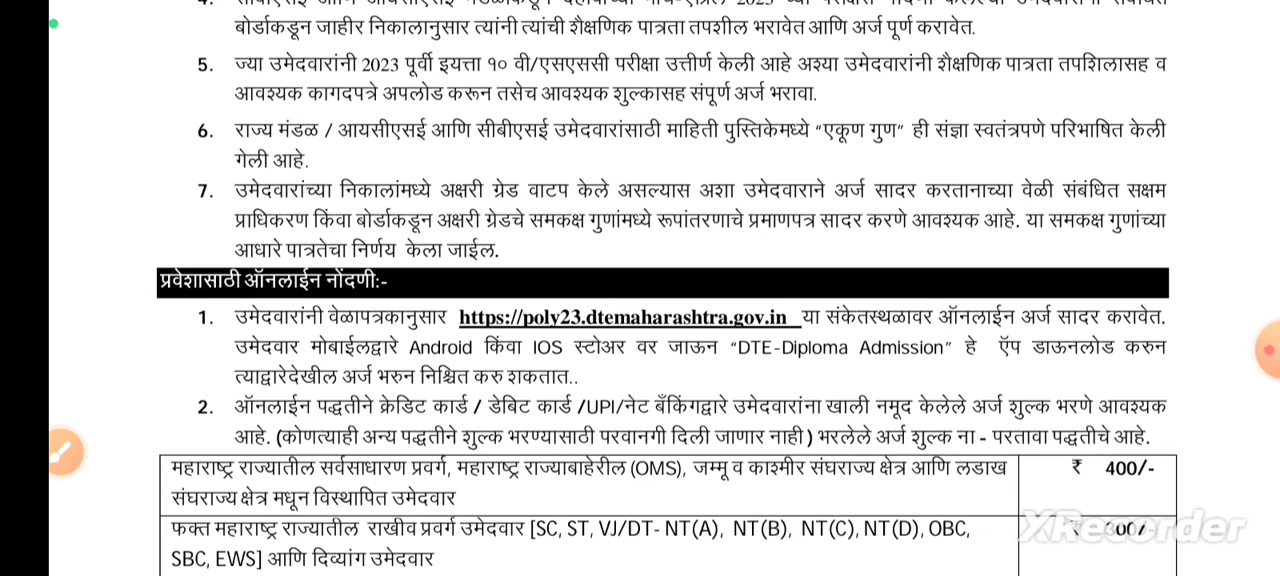 बोर्डाकडून जाहीर निकालानुसार त्यांनी त्यांची शैक्षणिक पात्रता तपशील भरावेत आणि अर्ज पूर्ण करावेत.
5. ज्या उमेदवारांनी 2023 पूर्वी इयत्ता १० वी/एसएससी परीक्षा उत्तीर्ण केली आहे अश्या उमेदवारांनी शैक्षणिक पात्रता तपशिलासह व
आवश्यक कागदपत्रे अपलोड करून तसेच आवश्यक शुल्कासह संपूर्ण अर्ज भरावा.
6. राज्य मंडळ / आयसीएसई आणि सीबीएसई उमेदवारांसाठी माहिती पुस्तिकेमध्ये “एकूण गुण” ही संज्ञा स्वतंत्रपणे परिभाषित केली
गेली आहे.
7. उमेदवारांच्या निकालांमध्ये अक्षरी ग्रेड वाटप केले असल्यास अशा उमेदवाराने अर्ज सादर करतानाच्या वेळी संबंधित सक्षम
प्राधिकरण किंवा बोर्डाकडून अक्षरी ग्रेडचे समकक्ष गुणांमध्ये रूपांतरणाचे प्रमाणपत्र सादर करणे आवश्यक आहे. या समकक्ष गुणांच्या
आधारे पात्रतेचा निर्णय केला जाईल.
प्रवेशासाठी ऑनलाईन नोंदणी:-
1. उमेदवारांनी वेळापत्रकानुसार https://poly23.dtemaharashtra.gov.in या संकेतस्थळावर ऑनलाईन अर्ज सादर करावेत.
उमेदवार मोबाईलद्वारे Android किंवा IOS स्टोअर वर जाऊन “DTE-Diploma Admission” हे ऍप डाऊनलोड करुन
त्याद्वारेदेखील अर्ज भरुन निश्चित करु शकतात..
2. ऑनलाईन पद्धतीने क्रेडिट कार्ड / डेबिट कार्ड /UPI/नेट बँकिंगद्वारे उमेदवारांना खाली नमूद केलेले अर्ज शुल्क भरणे आवश्यक
आहे. (कोणत्याही अन्य पद्धतीने शुल्क भरण्यासाठी परवानगी दिली जाणार नाही ) भरलेले अर्ज शुल्क ना - परतावा पद्धतीचे आहे.
महाराष्ट्र राज्यातील सर्वसाधारण प्रवर्ग, महाराष्ट्र राज्याबाहेरील (OMS), जम्मू व काश्मीर संघराज्य क्षेत्र आणि लडाख ₹ 400/-
संघराज्य क्षेत्र मधून विस्थापित उमेदवार
फक्त महाराष्ट्र राज्यातील राखीव प्रवर्ग उमेदवार [SC, ST, VJ/DT- NT(A), NT(B), NT(C), NT(D), OBC, ₹ 300/-
SBC, EWS] आणि दिव्यांग उमेदवार
XRecorder